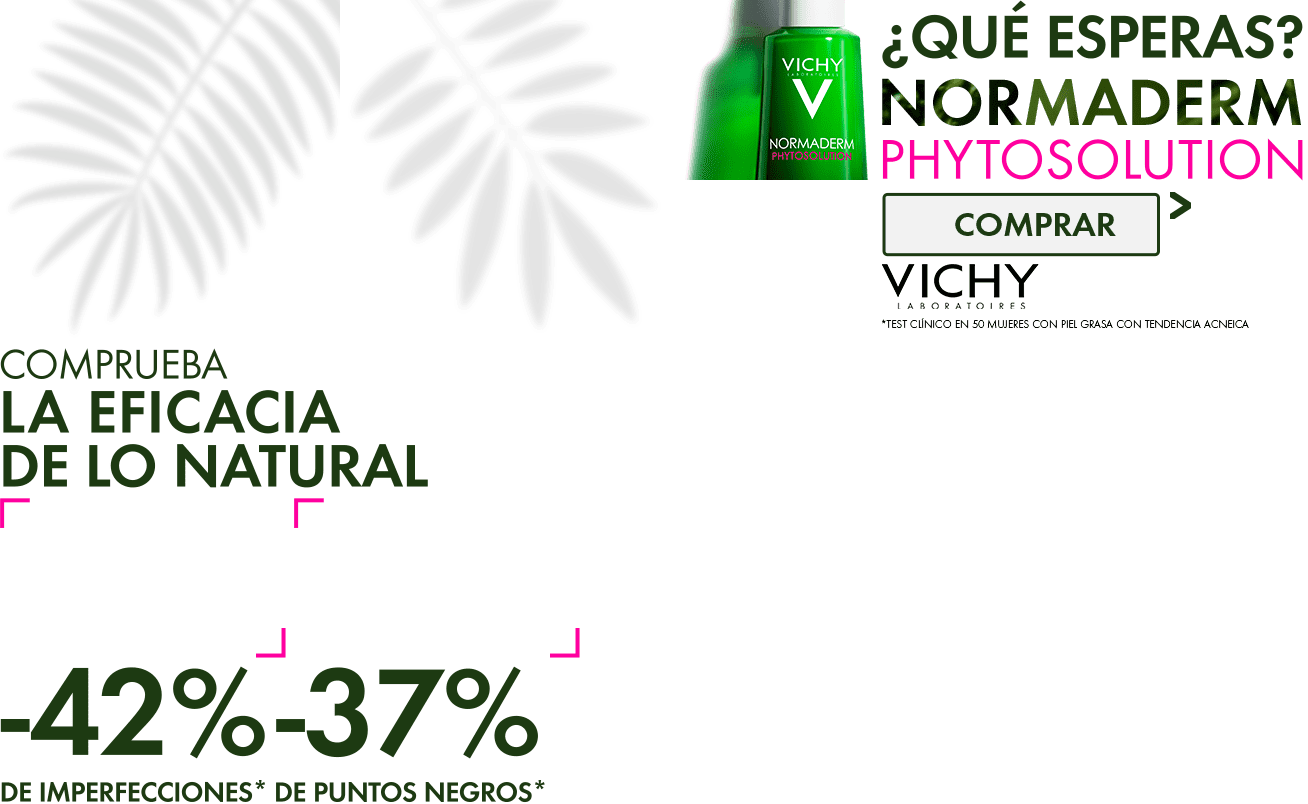 ¿QUÉ ESPERAS?
NORMADERM
PHYTOSOLUTION
COMPRAR >
VICHY
LABORATOIRES
*TEST CLÍNICO EN 50 MUJERES CON PIEL GRASA CON TENDENCIA ACNEICA
VICHY
LABORATOIRES
NORMADERM
PHYTOSOLUTION
COMPRUEBA
LA EFICACIA
DE LO NATURAL
-42% -37%
DE IMPERFECCIONES* DE PUNTOS NEGROS*